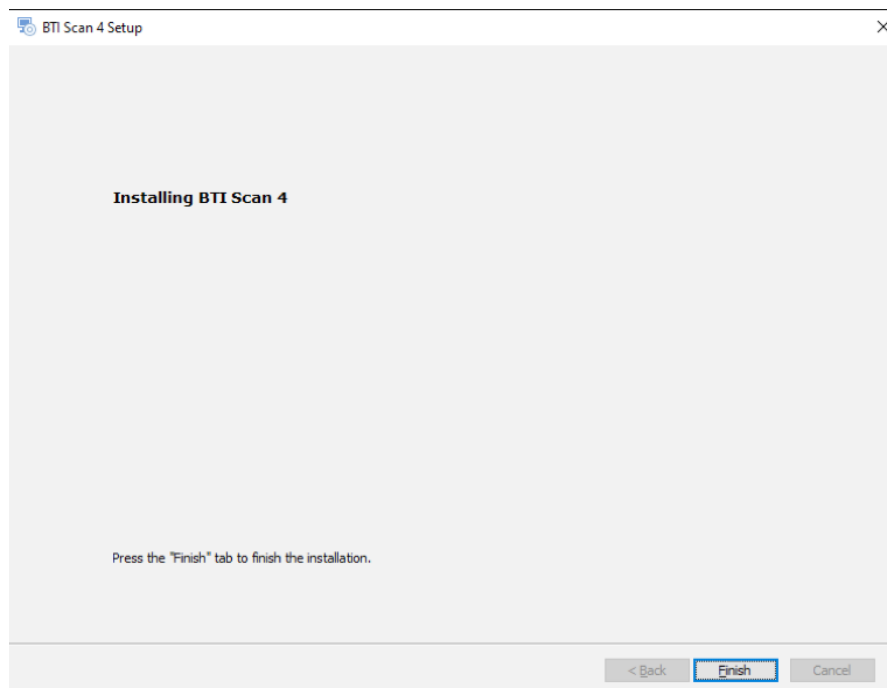 BTI Scan 4 Setup
Installing BTI Scan 4
Press the "Finish" tab to finish the installation.
< Back Finish Cancel